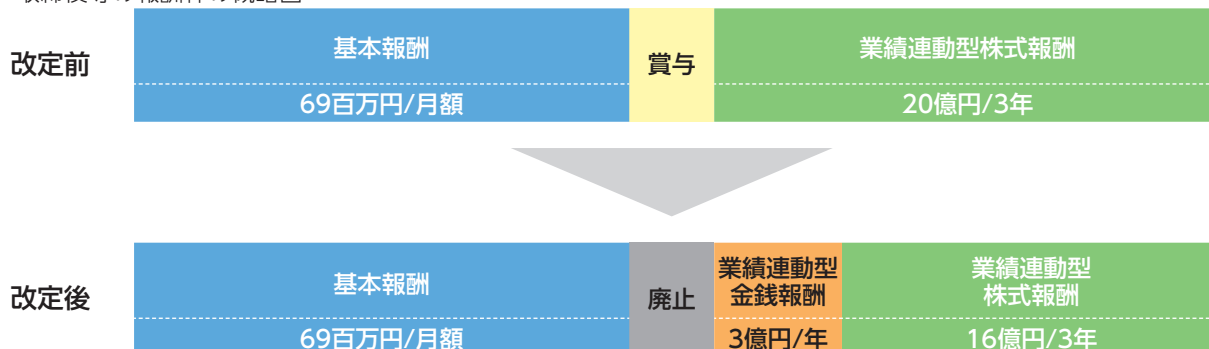 改定前
基本報酬
69百万円/月額
賞与
業績連動型株式報酬
20億円/3年
改定後
基本報酬
69百万円/月額
廃止
業績連動型
金銭報酬
3億円/年
業績連動型
株式報酬
16億円/3年